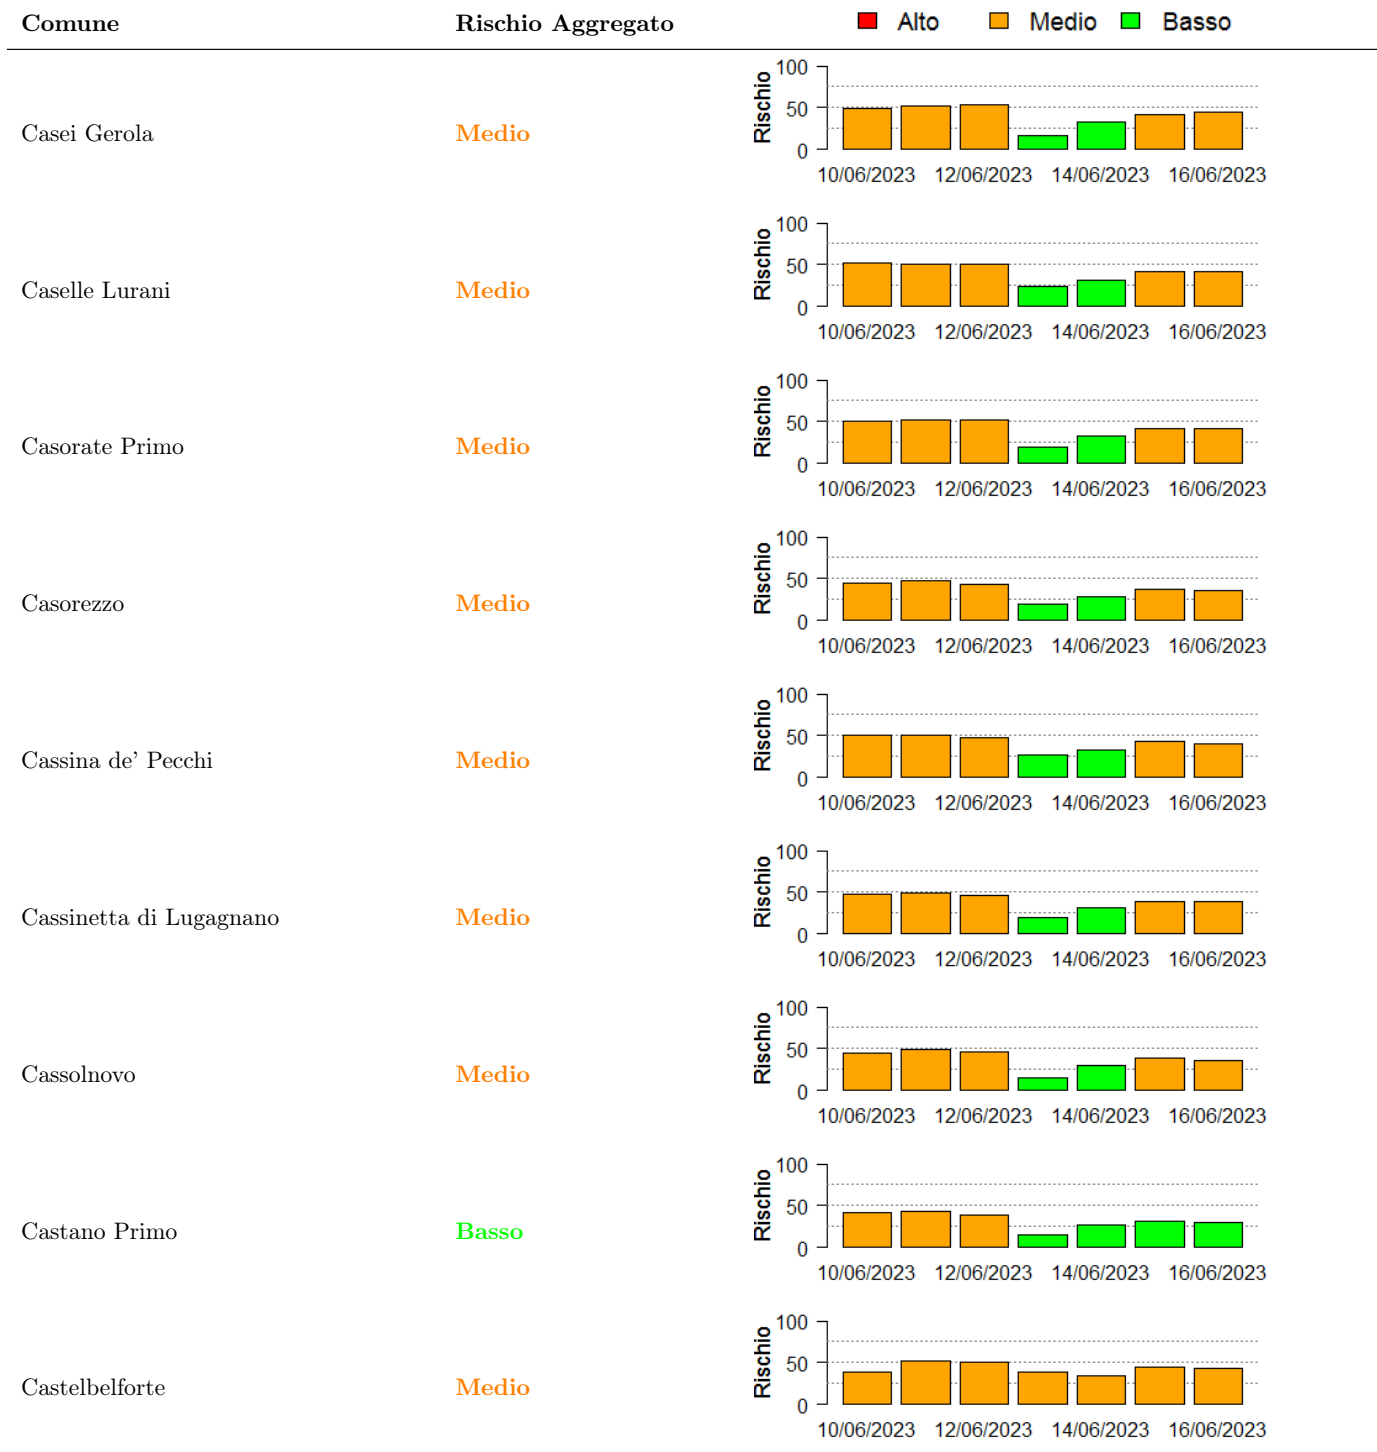 Comune Rischio Aggregato Alto Medio Basso
Casei Gerola Medio
Rischio
100
50
0
10/06/2023 12/06/2023 14/06/2023 16/06/2023
Caselle Lurani Medio
Rischio
100
50
0
10/06/2023 12/06/2023 14/06/2023 16/06/2023
Casorate Primo Medio
Rischio
100
50
0
10/06/2023 12/06/2023 14/06/2023 16/06/2023
Casorezzo Medio
Rischio
100
50
0
10/06/2023 12/06/2023 14/06/2023 16/06/2023
Cassina de' Pecchi Medio
Rischio
100
50
0
10/06/2023 12/06/2023 14/06/2023 16/06/2023
Cassinetta di Lugagnano Medio
Rischio
100
50
0
10/06/2023 12/06/2023 14/06/2023 16/06/2023
Cassolnovo Medio
Rischio
100
50
0
10/06/2023 12/06/2023 14/06/2023 16/06/2023
Castano Primo Basso
Rischio
100
50
0
10/06/2023 12/06/2023 14/06/2023 16/06/2023
Castelbelforte Medio
Rischio
100
50
0
10/06/2023 12/06/2023 14/06/2023 16/06/2023